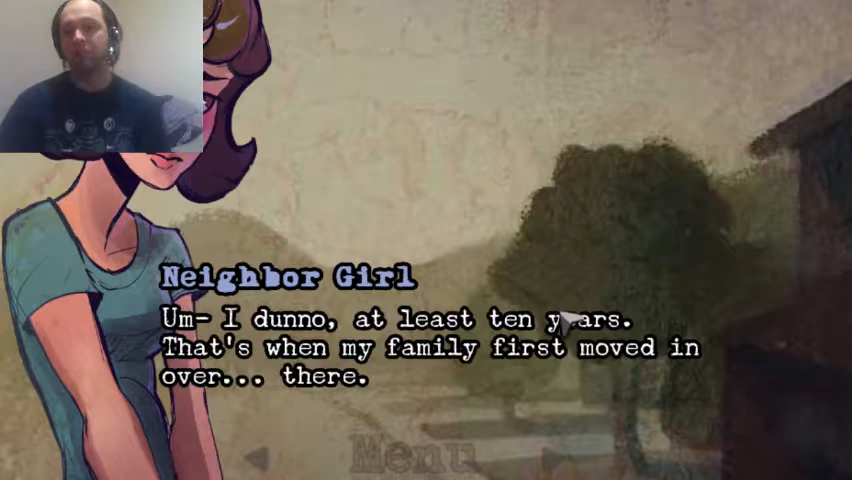 Neighbor Girl
Um- I dunno, at least ten years.
That's when my family first moved in
over... there.
Menu